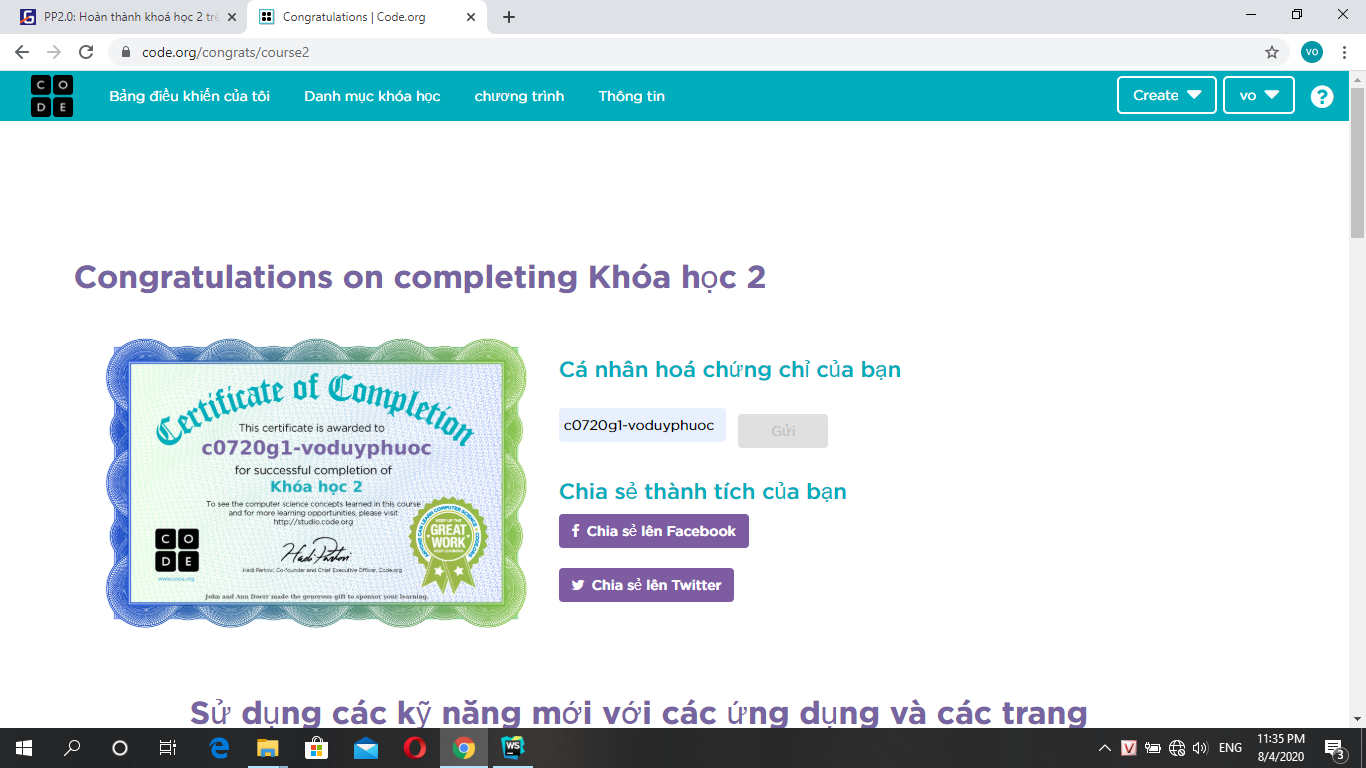 PP2.0: Hoàn thành khoá học 2 trê
Congratulations | Code.org
code.org/congrats/course2
vo
C O D E
Bảng điều khiển của tôi
Danh mục khóa học
chương trình
Thông tin
Create
vo
?
Congratulations on completing Khóa học 2
Certificate of Completion
This certificate is awarded to
c0720g1-voduyphuoc
for successful completion of
Khóa học 2
To see the computer science concepts learned in this course
and for more learning opportunities, please visit
http://studio.code.org
C O
D E
www.code.org
Hadi Partovi
Hadi Partovi, Co-founder and Chief Executive Officer, Code.org
KEEP UP THE
GREAT
WORK
KEEP LEARNING
John and Ann Doerr made the generous gift to sponsor your learning.
Cá nhân hoá chứng chỉ của bạn
c0720g1-voduyphuoc
Gửi
Chia sẻ thành tích của bạn
Chia sẻ lên Facebook
Chia sẻ lên Twitter
Sử dụng các kỹ năng mới với các ứng dụng và các trang
WS
V
ENG
11:35 PM
8/4/2020
3